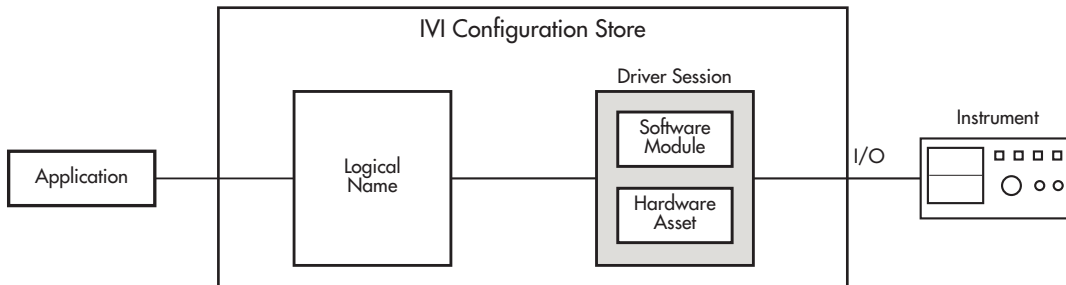 IVI Configuration Store
Driver Session
Software
Module
Instrument
Application
Logical
Name
I/O
Hardware
Asset